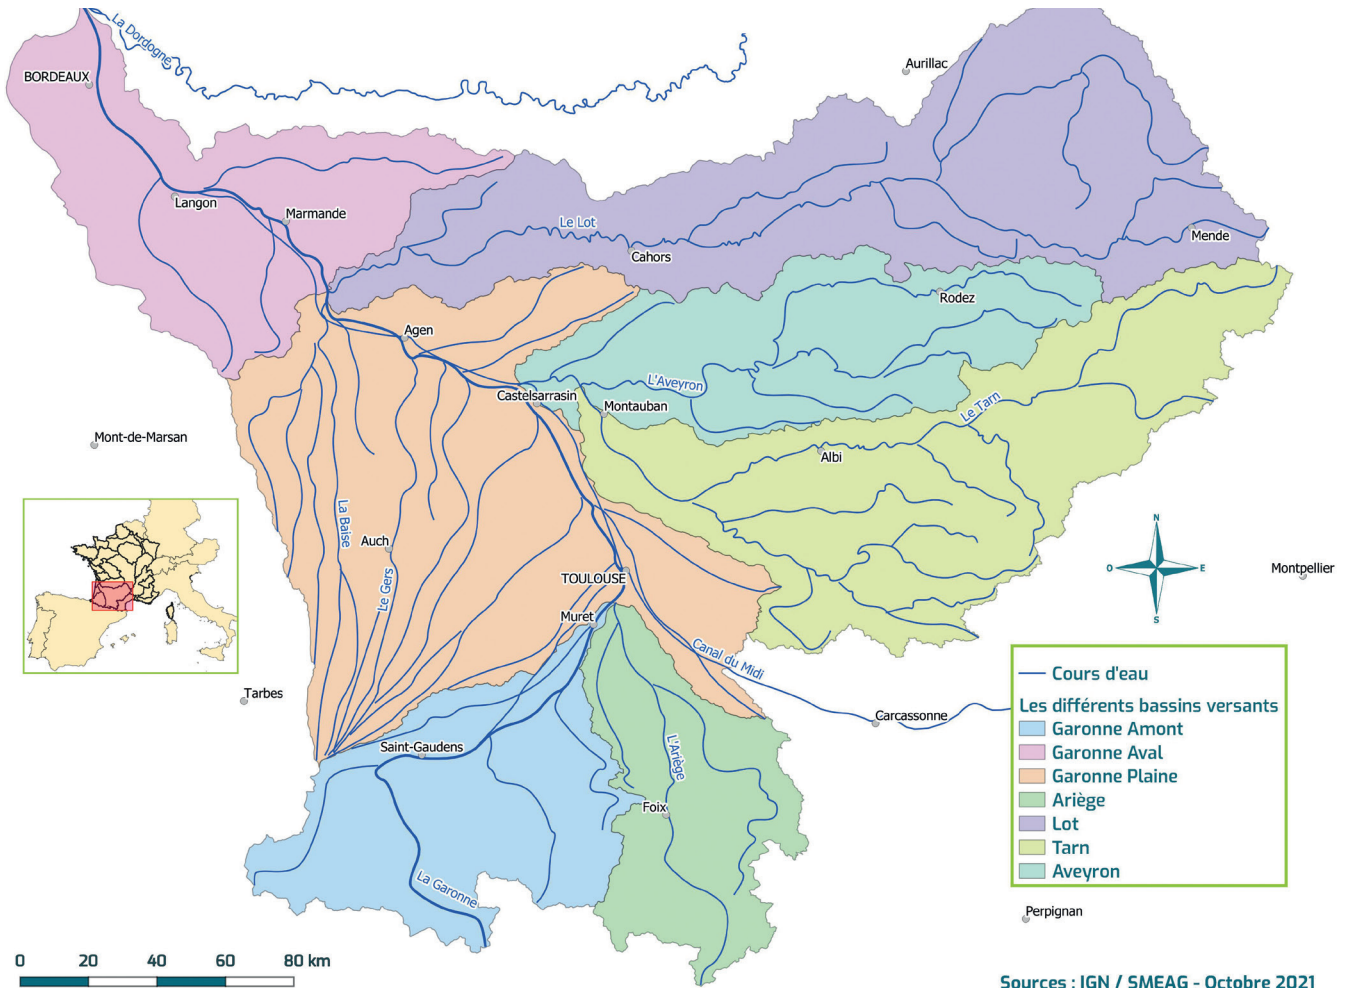 La Dordogne
BORDEAUX
Aurillac
Langon
Marmande
Le Lot
Cahors
Mende
Rodez
Agen
L'Aveyron
Castelsarrasin
Montauban
Le Tarn
Mont-de-Marsan
Albi
La Baïse
Auch
Le Gers
TOULOUSE
Muret
N
O
E
S
Montpellier
Canal du Midi
Tarbes
Carcassonne
Saint-Gaudens
L'Ariège
Foix
La Garonne
Perpignan
Cours d'eau
Les différents bassins versants
Garonne Amont
Garonne Aval
Garonne Plaine
Ariège
Lot
Tarn
Aveyron
0 20 40 60 80 km
Sources : IGN / SMEAG - Octobre 2021